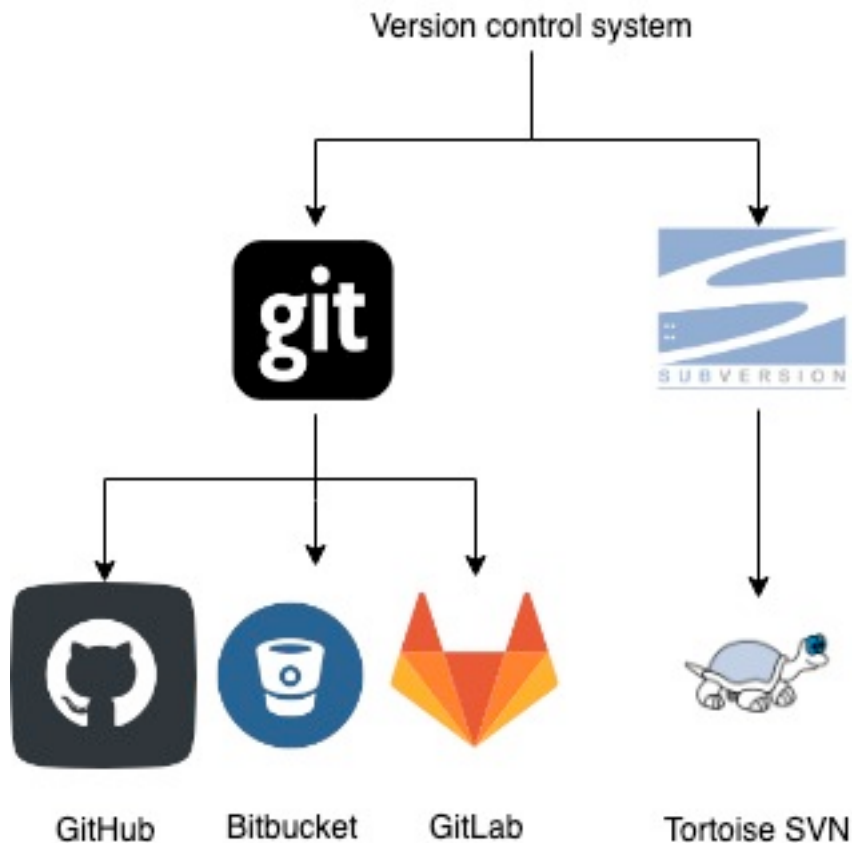 Version control system
git
SUBVERSION
GitHub
Bitbucket
GitLab
Tortoise SVN